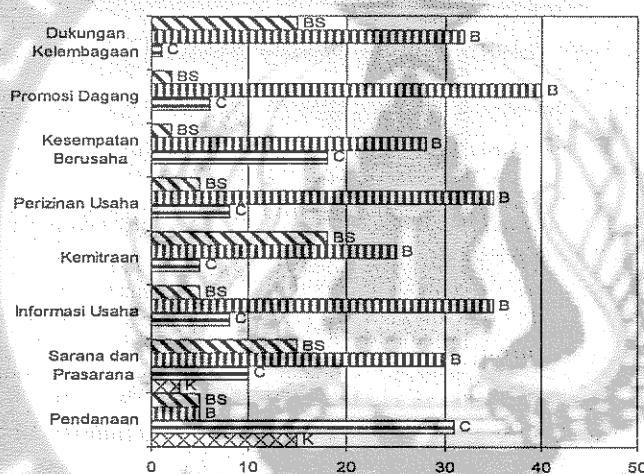 Dukungan
Kelembagaan
BS
B
C
Promosi Dagang
BS
B
C
Kesempatan
Berusaha
BS
B
C
Perizinan Usaha
BS
B
C
Kemitraan
BS
B
C
Informasi Usaha
BS
B
C
Sarana dan
Prasarana
BS
B
C
K
Pendanaan
BS
B
C
K
0 10 20 30 40 50